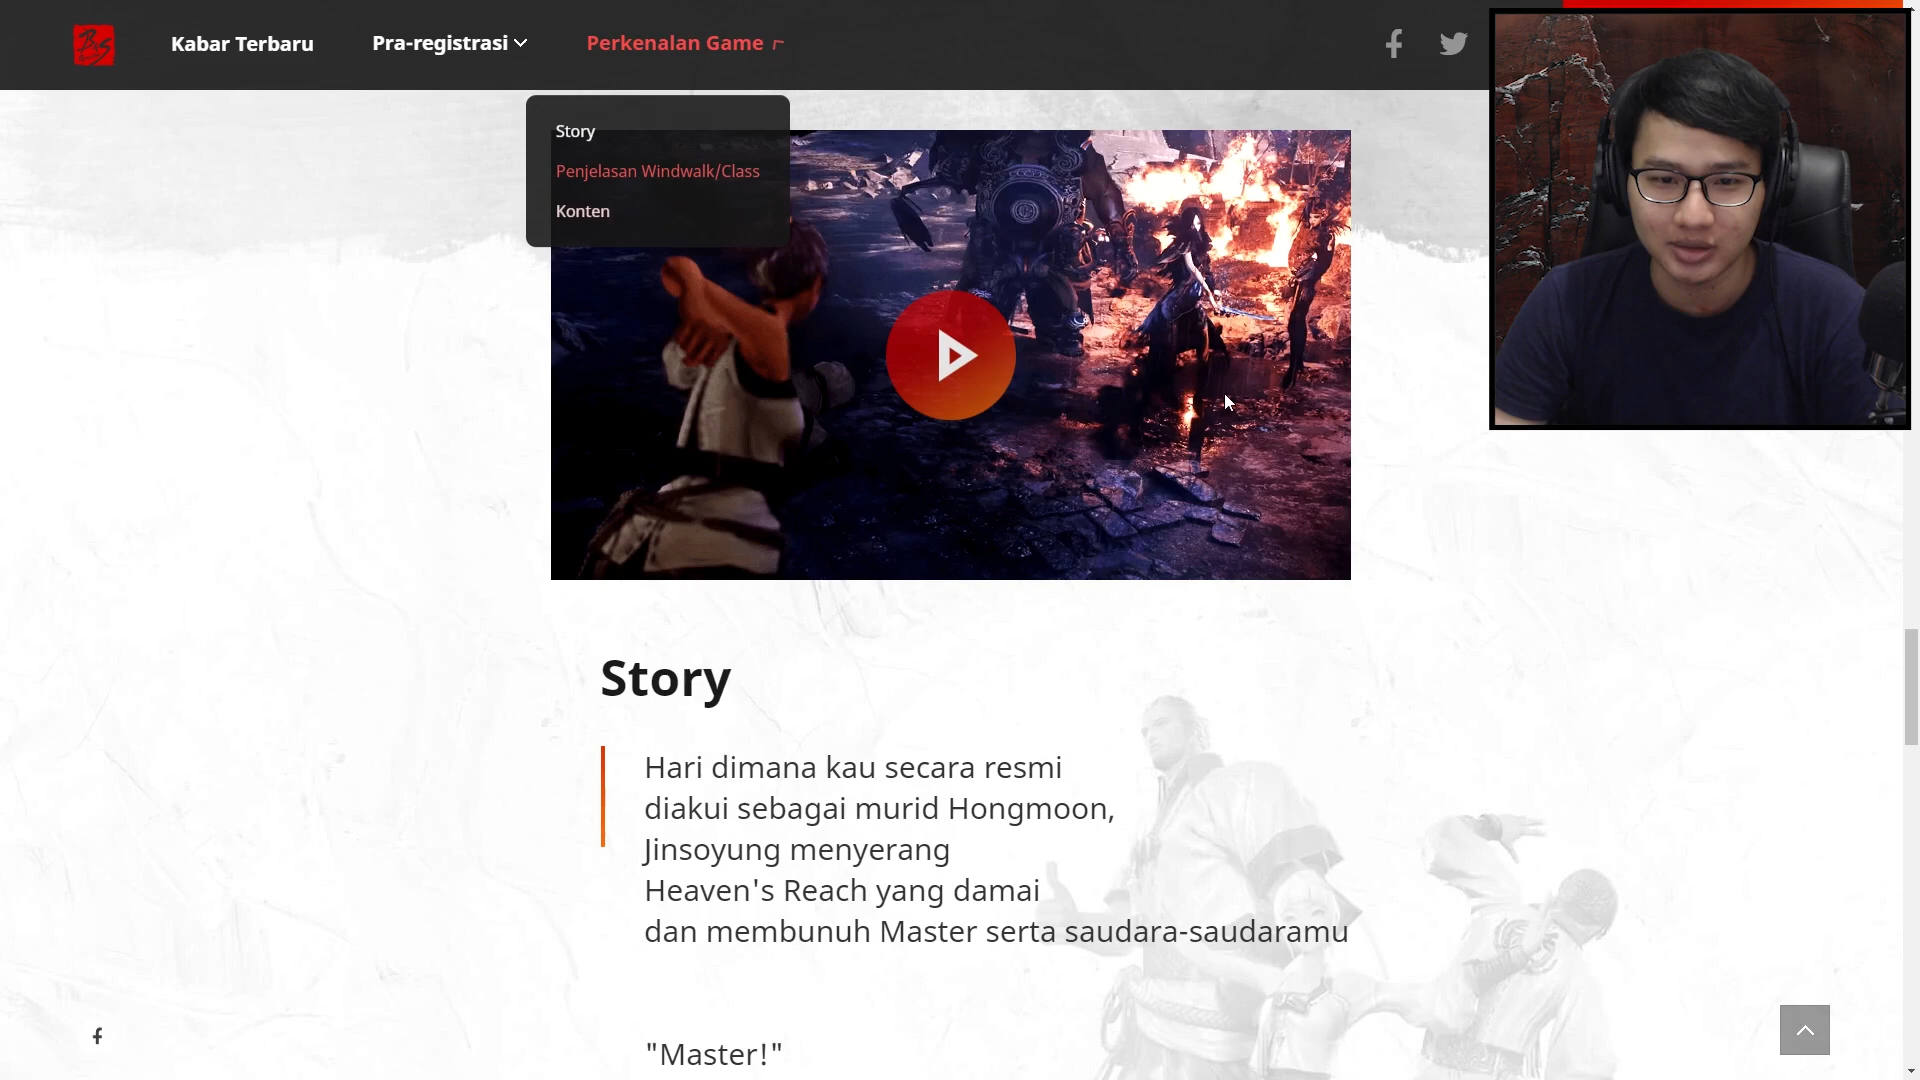 BS
Kabar Terbaru
Pra-registrasi
Perkenalan Game
Story
Penjelasan Windwalk/Class
Konten
Story
Hari dimana kau secara resmi
diakui sebagai murid Hongmoon,
Jinsoyung menyerang
Heaven's Reach yang damai
dan membunuh Master serta saudara-saudaramu
"Master!"